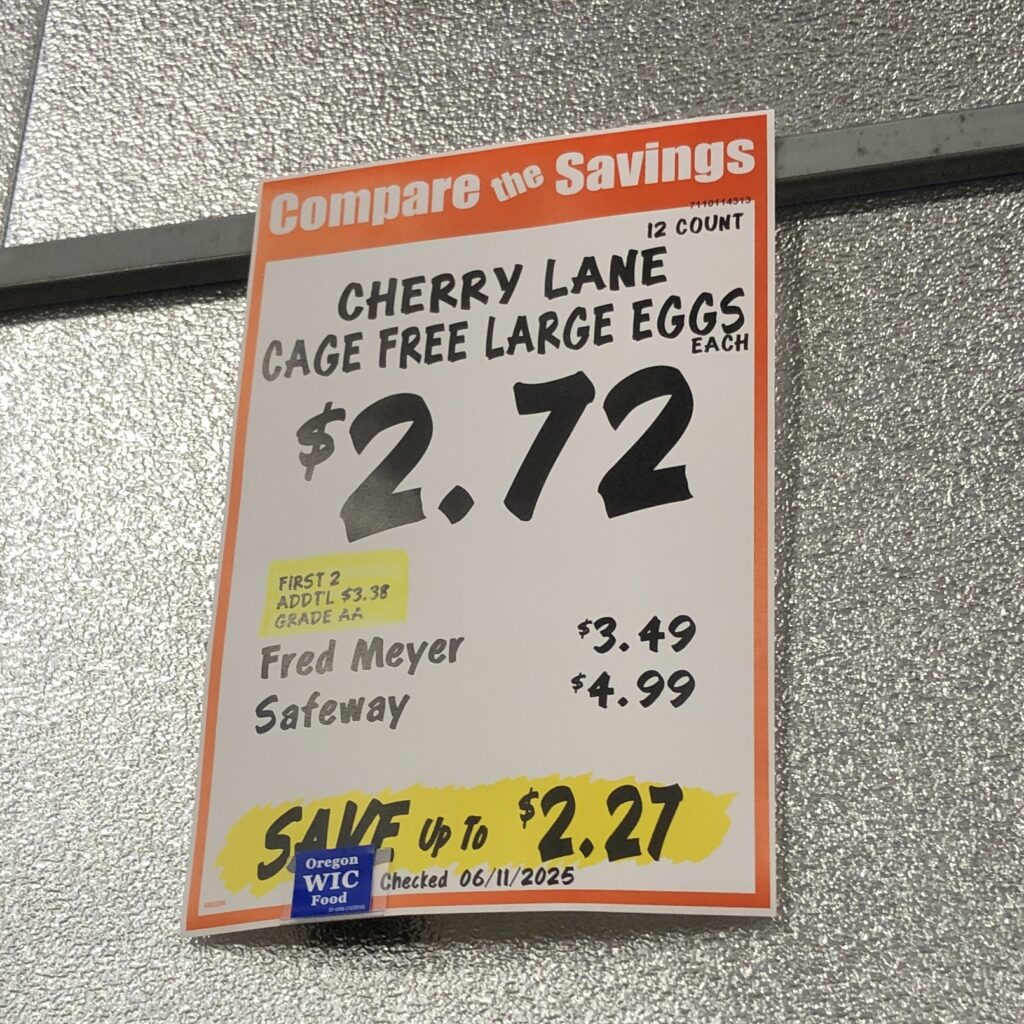 Compare the Savings
7110114313
12 COUNT
CHERRY LANE
CAGE FREE LARGE EGGS
EACH
$2.72
FIRST 2
ADDT'L $3.38
GRADE AA
Fred Meyer $3.49
Safeway $4.99
SAVE Up To $2.27
Oregon
WIC
Food
Checked 06/11/2025